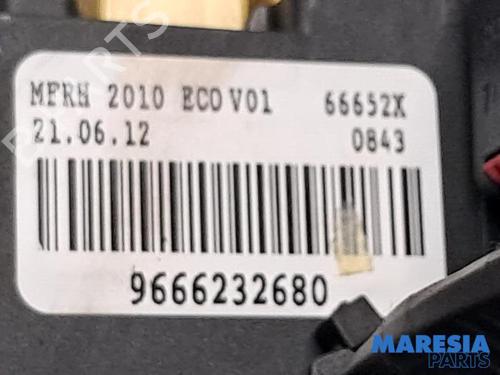 MFRH 2010 ECO V01 66652X
21.06.12 0843
9666232680
MARESIA
PARTS